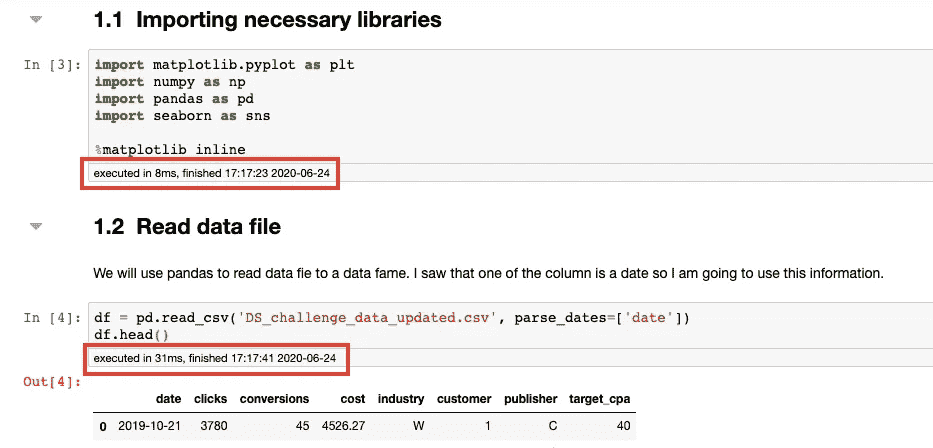 1.1 Importing necessary libraries
In [3]: import matplotlib.pyplot as plt
import numpy as np
import pandas as pd
import seaborn as sns
%matplotlib inline
executed in 8ms, finished 17:17:23 2020-06-24
1.2 Read data file
We will use pandas to read data fie to a data fame. I saw that one of the column is a date so I am going to use this information.
In [4]: df = pd.read_csv('DS_challenge_data_updated.csv', parse_dates=['date'])
df.head()
executed in 31ms, finished 17:17:41 2020-06-24
Out[4]:
date clicks conversions cost industry customer publisher target_cpa
0 2019-10-21 3780 45 4526.27 W 1 C 40